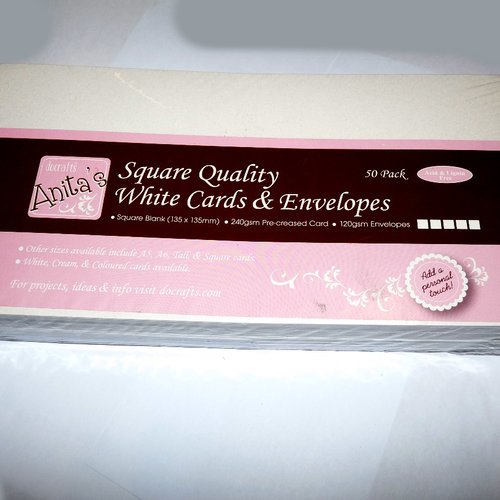 docrafts
Anita's
Square Quality
White Cards & Envelopes
50 Pack
Acid & Lignin
Free
• Square Blank (135 x 135mm) • 240gsm Pre-creased Card • 120gsm Envelopes
• Other sizes available include A5, A6, Tall, & Square cards
• White, Cream, & Coloured cards available
For projects, ideas & info visit docrafts.com
Add a
personal
touch!